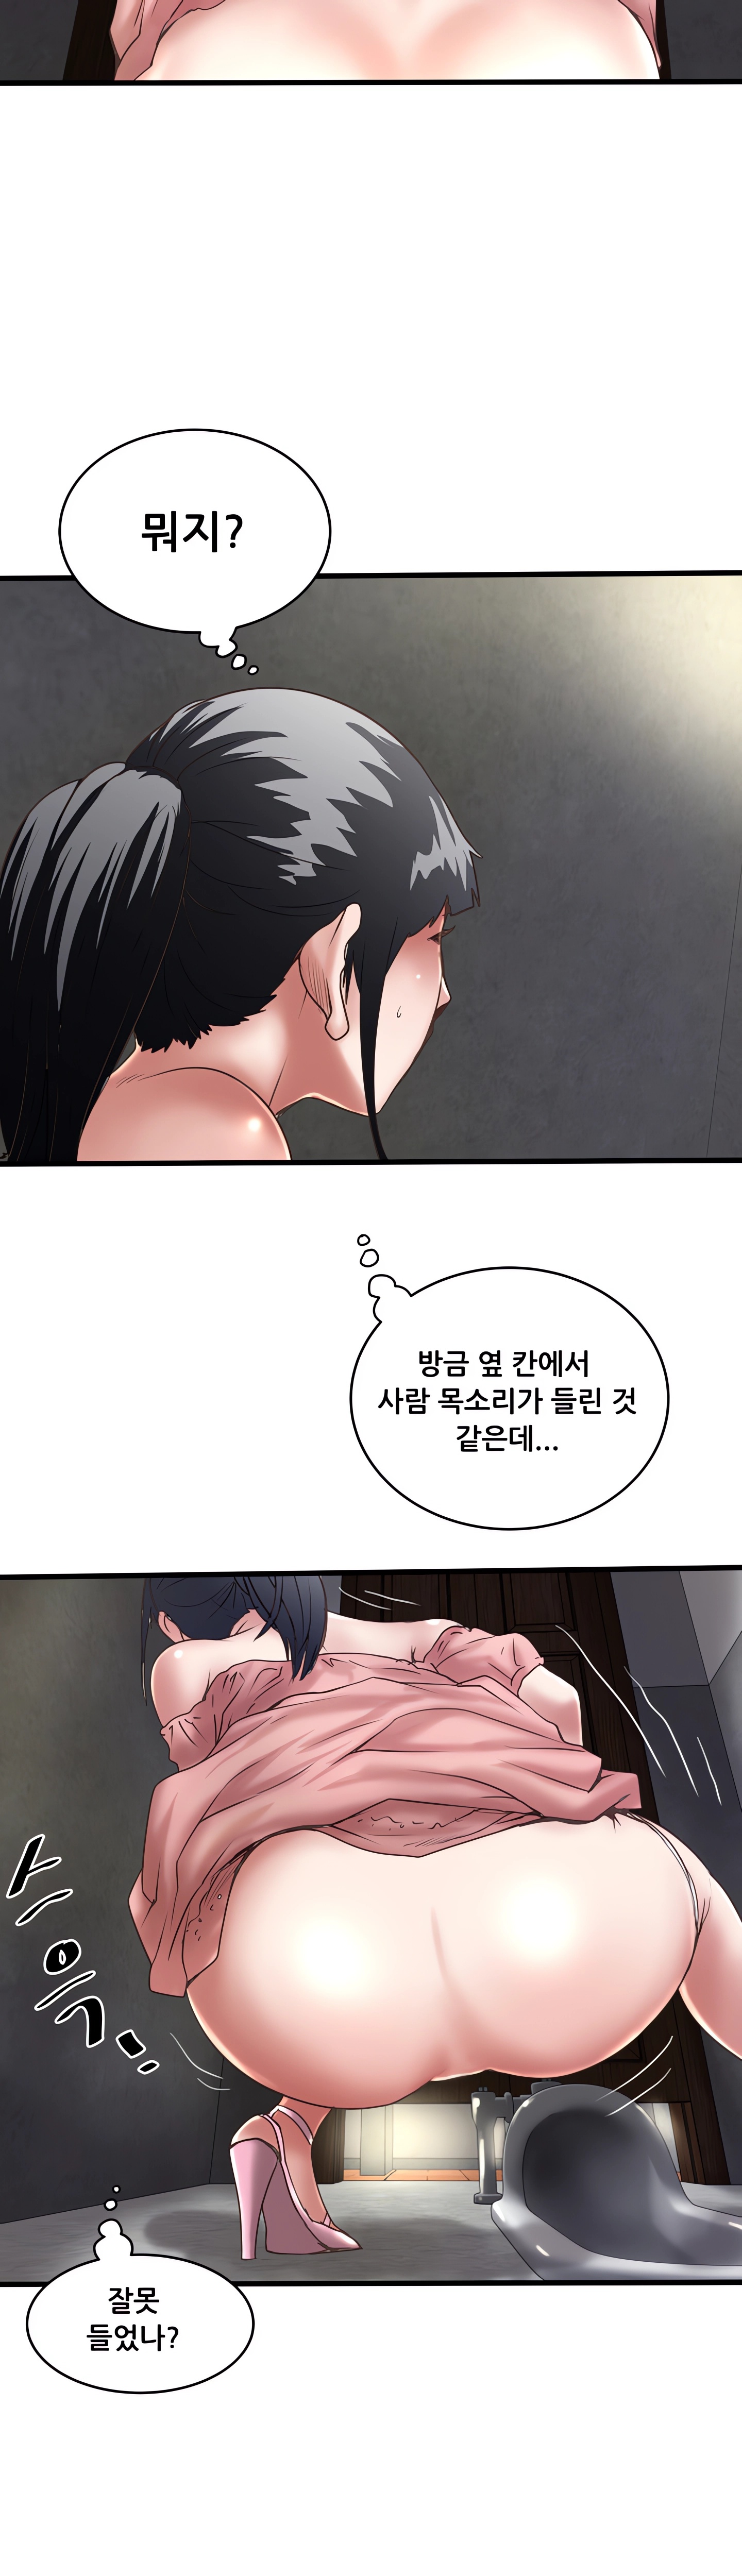 뭐지?
방금 옆 칸에서
사람 목소리가 들린 것
같은데...
스윽-
잘못
들었나?